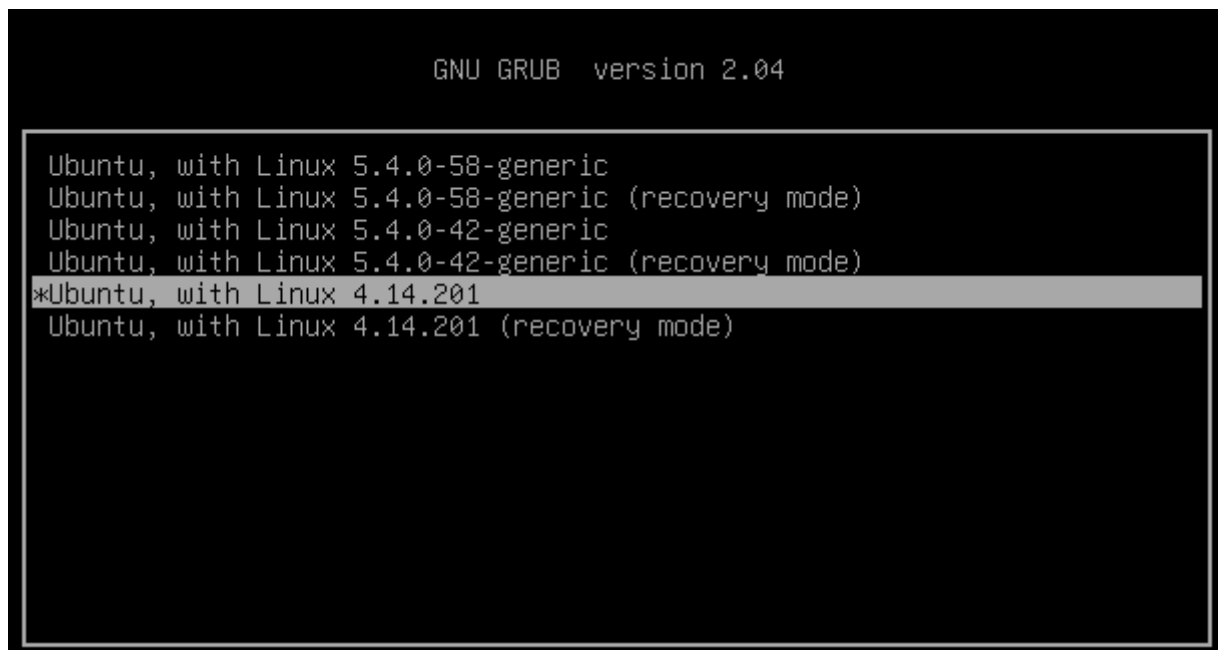 GNU GRUB  version 2.04
Ubuntu, with Linux 5.4.0-58-generic
Ubuntu, with Linux 5.4.0-58-generic (recovery mode)
Ubuntu, with Linux 5.4.0-42-generic
Ubuntu, with Linux 5.4.0-42-generic (recovery mode)
*Ubuntu, with Linux 4.14.201
Ubuntu, with Linux 4.14.201 (recovery mode)